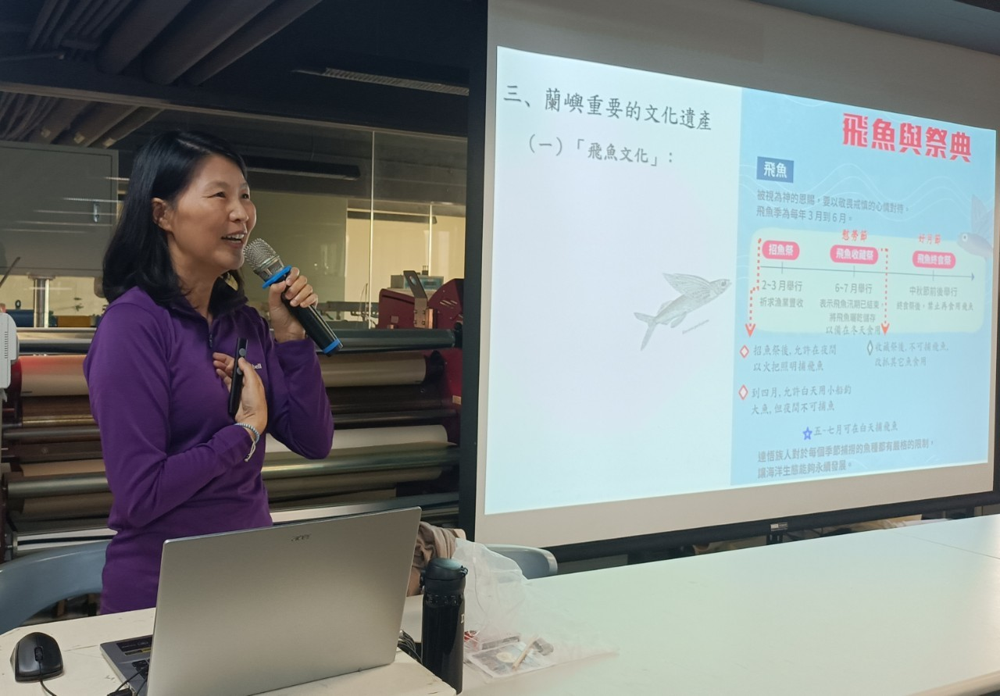 三、蘭嶼重要的文化遺產
(一)「飛魚文化」:
飛魚與祭典
飛魚
被視為神的恩賜,要以敬畏戒慎的心情對待。
飛魚季為每年3月到6月。
慰勞節
好月節
招魚祭
飛魚收藏祭
飛魚終食祭
2~3月舉行
祈求漁業豐收
6~7月舉行
表示飛魚汛期已結束,
將飛魚曬乾儲存
以備在冬天食用
中秋節前後舉行
終食祭後,禁止再食用飛魚
招魚祭後,允許在夜間
以火把照明捕飛魚
收藏祭後,不可捕飛魚,
改抓其它魚食用
到四月,允許白天用小船釣
大魚,但夜間不可捕魚
五~七月可在白天捕飛魚
達悟族人對於每個季節捕撈的魚種都有嚴格的限制,
讓海洋生態能夠永續發展。
acer